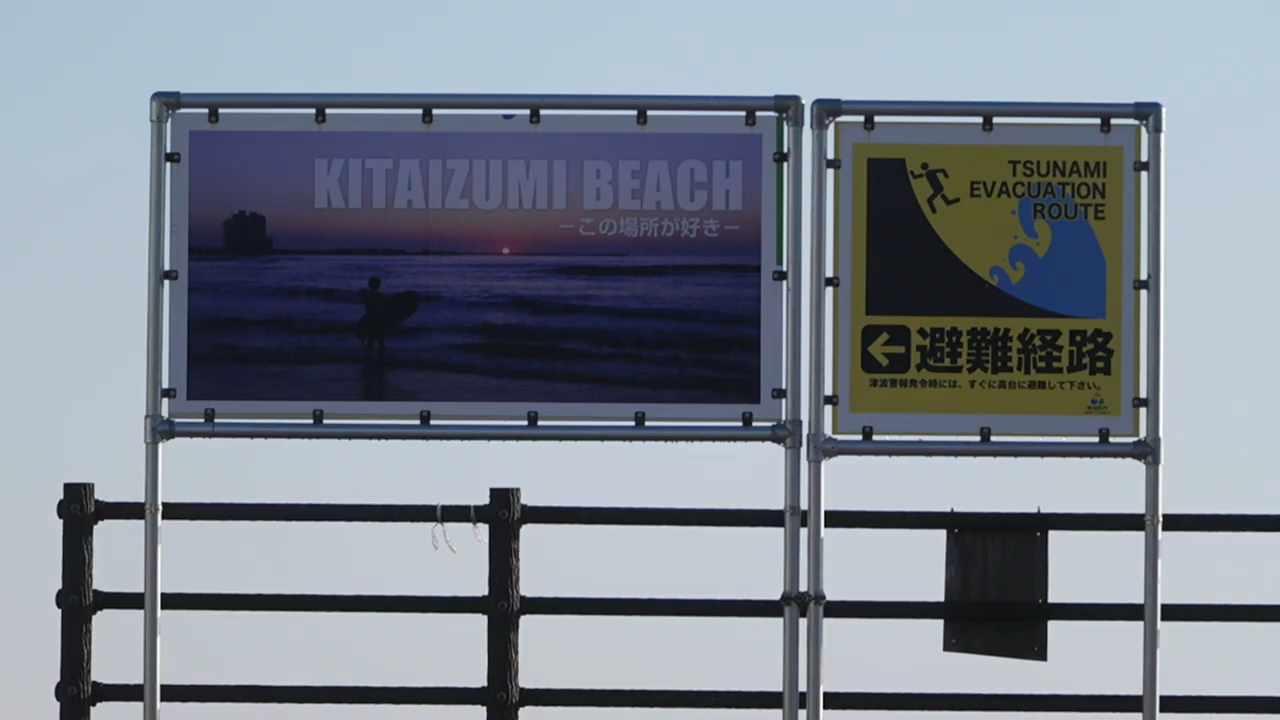 KITAIZUMI BEACH
－この場所が好き－
TSUNAMI
EVACUATION
ROUTE
避難経路
津波警報発令時には、すぐに高台に避難して下さい。